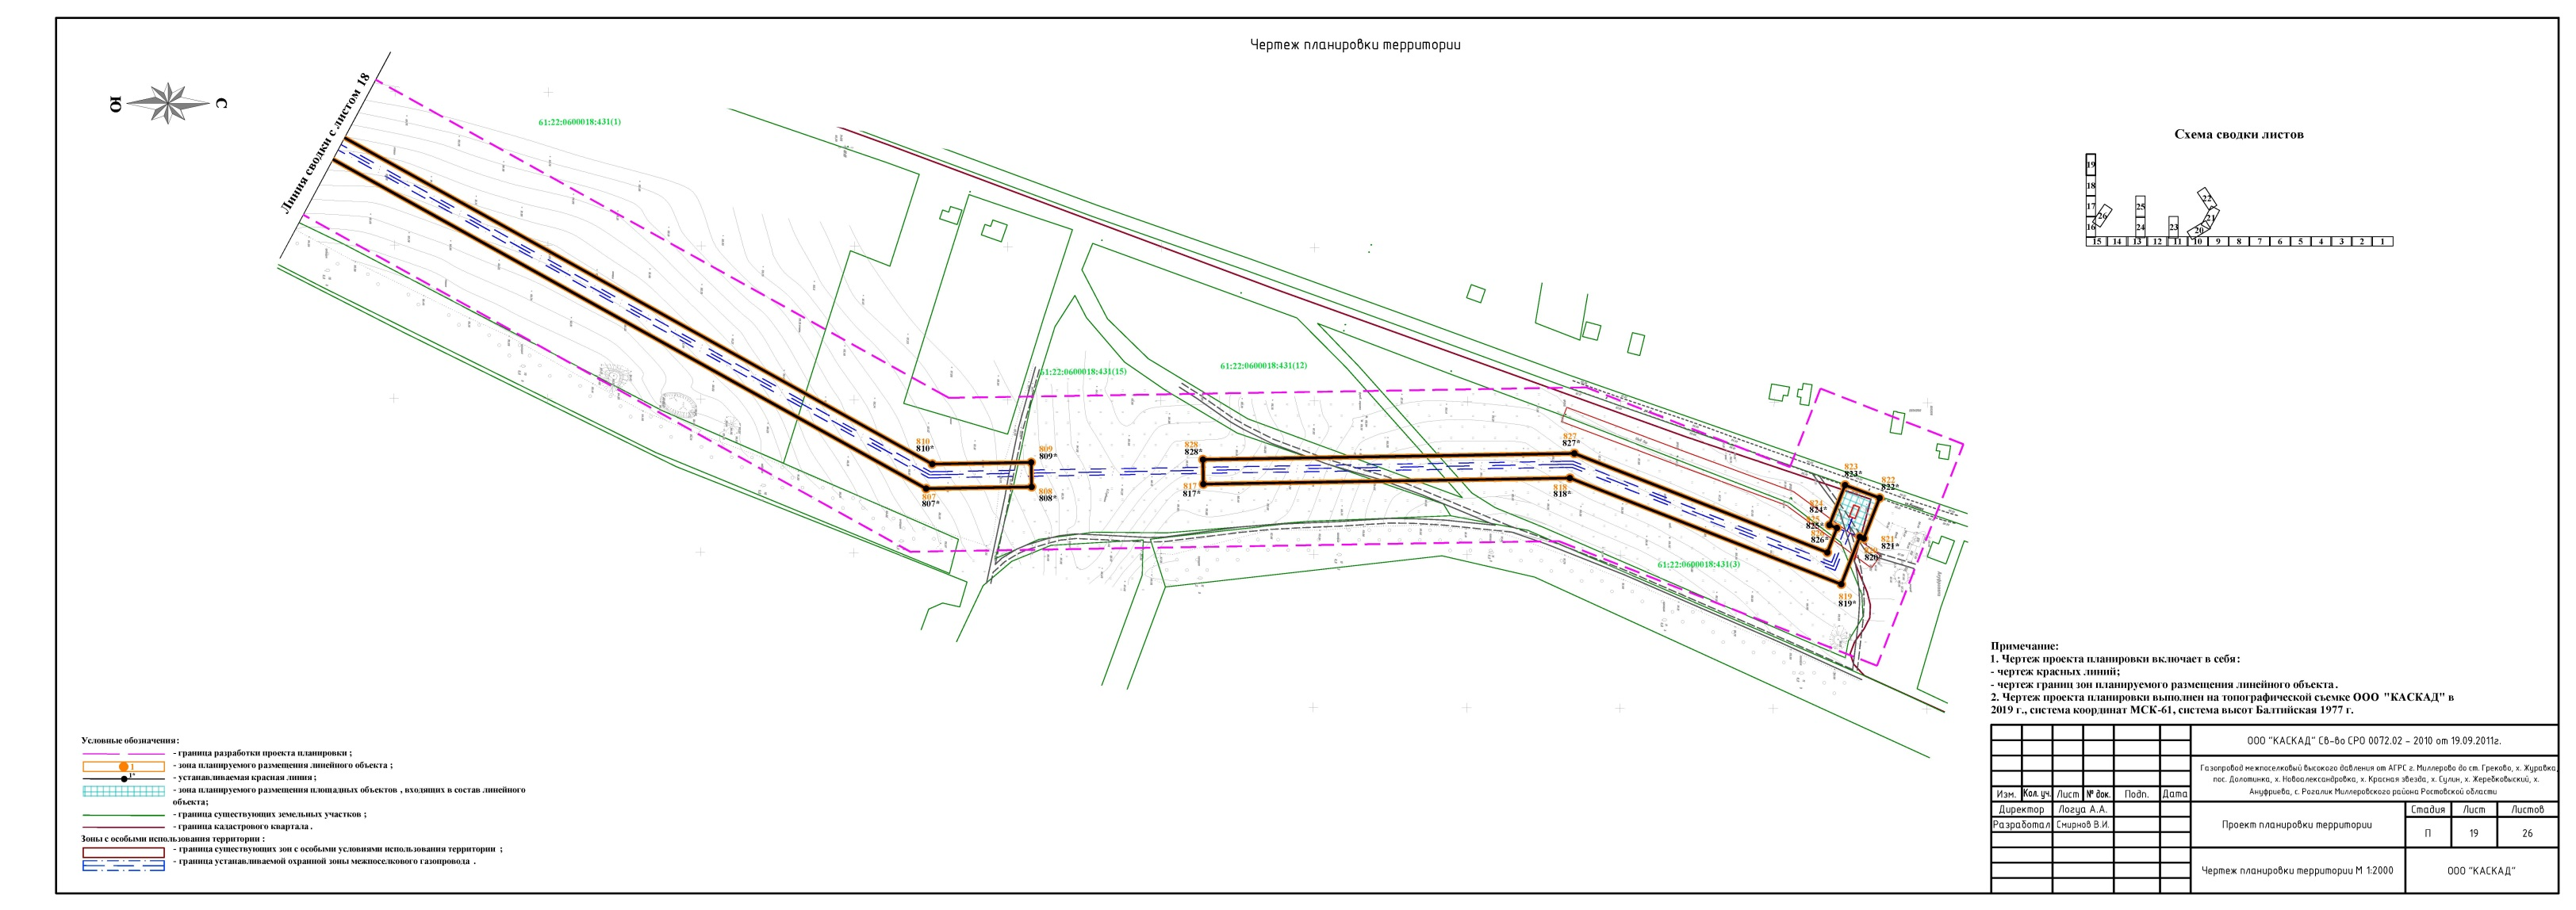 Чертеж планировки территории
Линия сводки с листом 18
Ю
С
61:22:0600018:431(1)
61:22:0600018:431(15)
61:22:0600018:431(12)
61:22:0600018:431(3)
810
810*
809
809*
807
807*
808
808*
828
828*
817
817*
827
827*
818
818*
823
823*
822
822*
824
824*
825*
826*
821
821*
820*
819
819*
Схема сводки листов
19
18
17
26
16
25
24
23
22
21
20
15 14 13 12 11 10 9 8 7 6 5 4 3 2 1
Примечание:
1. Чертеж проекта планировки включает в себя:
- чертеж красных линий;
- чертеж границ зон планируемого размещения линейного объекта.
2. Чертеж проекта планировки выполнен на топографической съемке ООО "КАСКАД" в
2019 г., система координат МСК-61, система высот Балтийская 1977 г.
Условные обозначения:
- граница разработки проекта планировки ;
1
- зона планируемого размещения линейного объекта ;
1*
- устанавливаемая красная линия ;
- зона планируемого размещения площадных объектов , входящих в состав линейного
объекта;
- граница существующих земельных участков ;
- граница кадастрового квартала .
Зоны с особыми использования территории :
- граница существующих зон с особыми условиями использования территории ;
- граница устанавливаемой охранной зоны межпоселкового газопровода .
ООО "КАСКАД" Св-во СРО 0072.02 - 2010 от 19.09.2011г.
Газопровод межпоселковый высокого давления от АГРС г. Миллерово до ст. Греково, х. Журавка,
пос. Долотинка, х. Новоалександровка, х. Красная звезда, х. Сулин, х. Жеребковский, х.
Ануфриева, с. Рогалик Миллеровского района Ростовской области
Изм. Кол. уч. Лист № док. Подп. Дата
Директор Логуа А.А.
Разработал Смирнов В.И.
Проект планировки территории
Стадия Лист Листов
П 19 26
Чертеж планировки территории М 1:2000
ООО "КАСКАД"